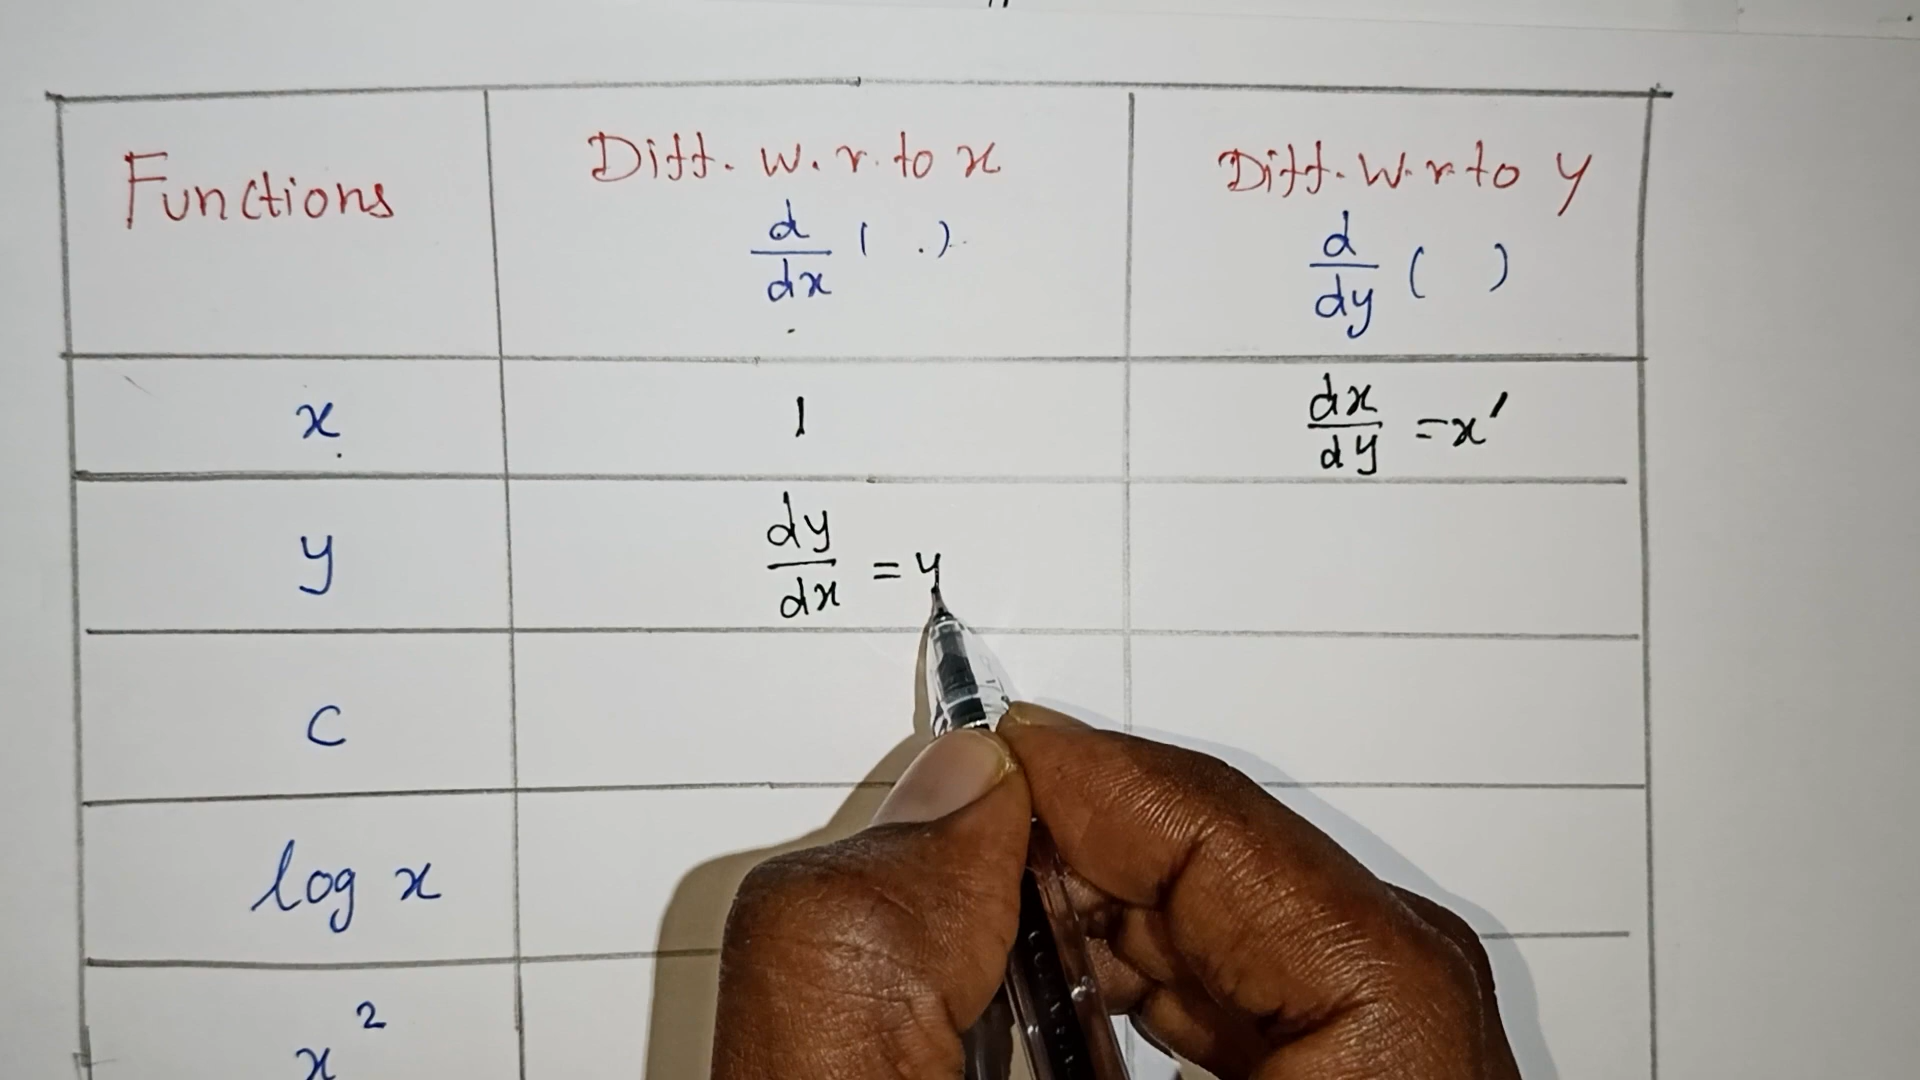 Functions Diff. w. r. to x Diff. w. r to y
d/dx ( . ) d/dy ( )
x 1 dx/dy = x′
y dy/dx = y
c
log x
x²